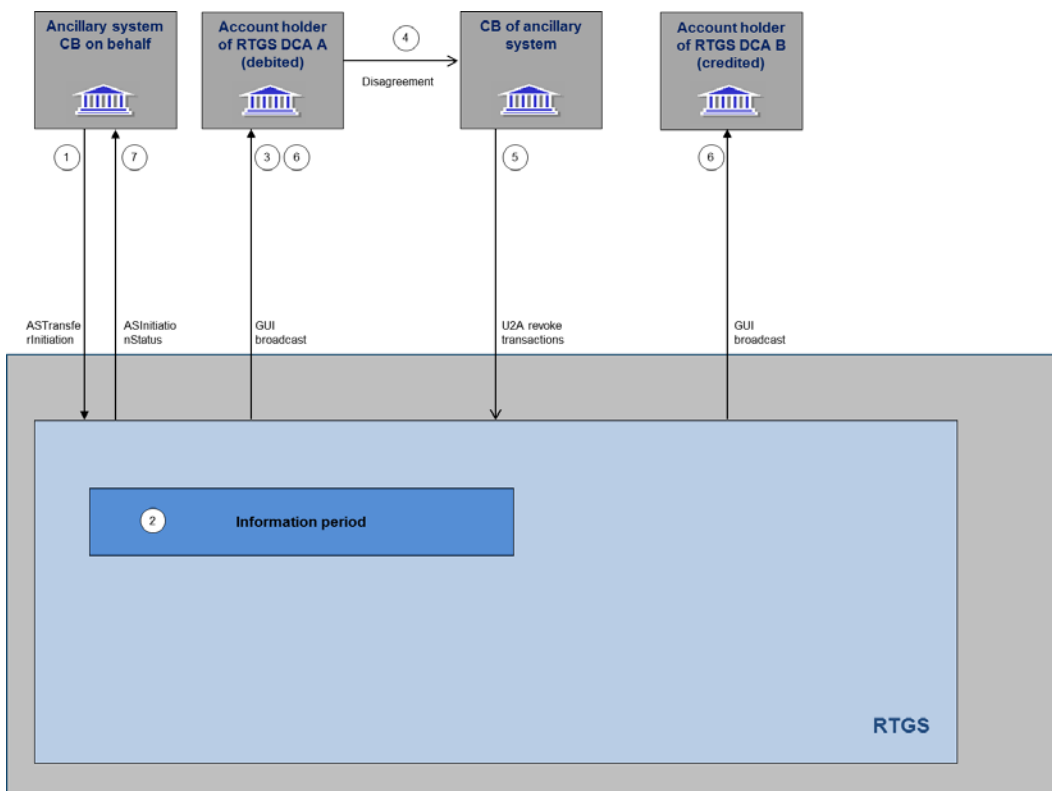 Ancillary system
CB on behalf
Account holder
of RTGS DCA A
(debited)
4
Disagreement
CB of ancillary
system
Account holder
of RTGS DCA B
(credited)
1
7
3
6
5
6
ASTransfe
rInitiation
ASInitiatio
nStatus
GUI
broadcast
U2A revoke
transactions
GUI
broadcast
2
Information period
RTGS